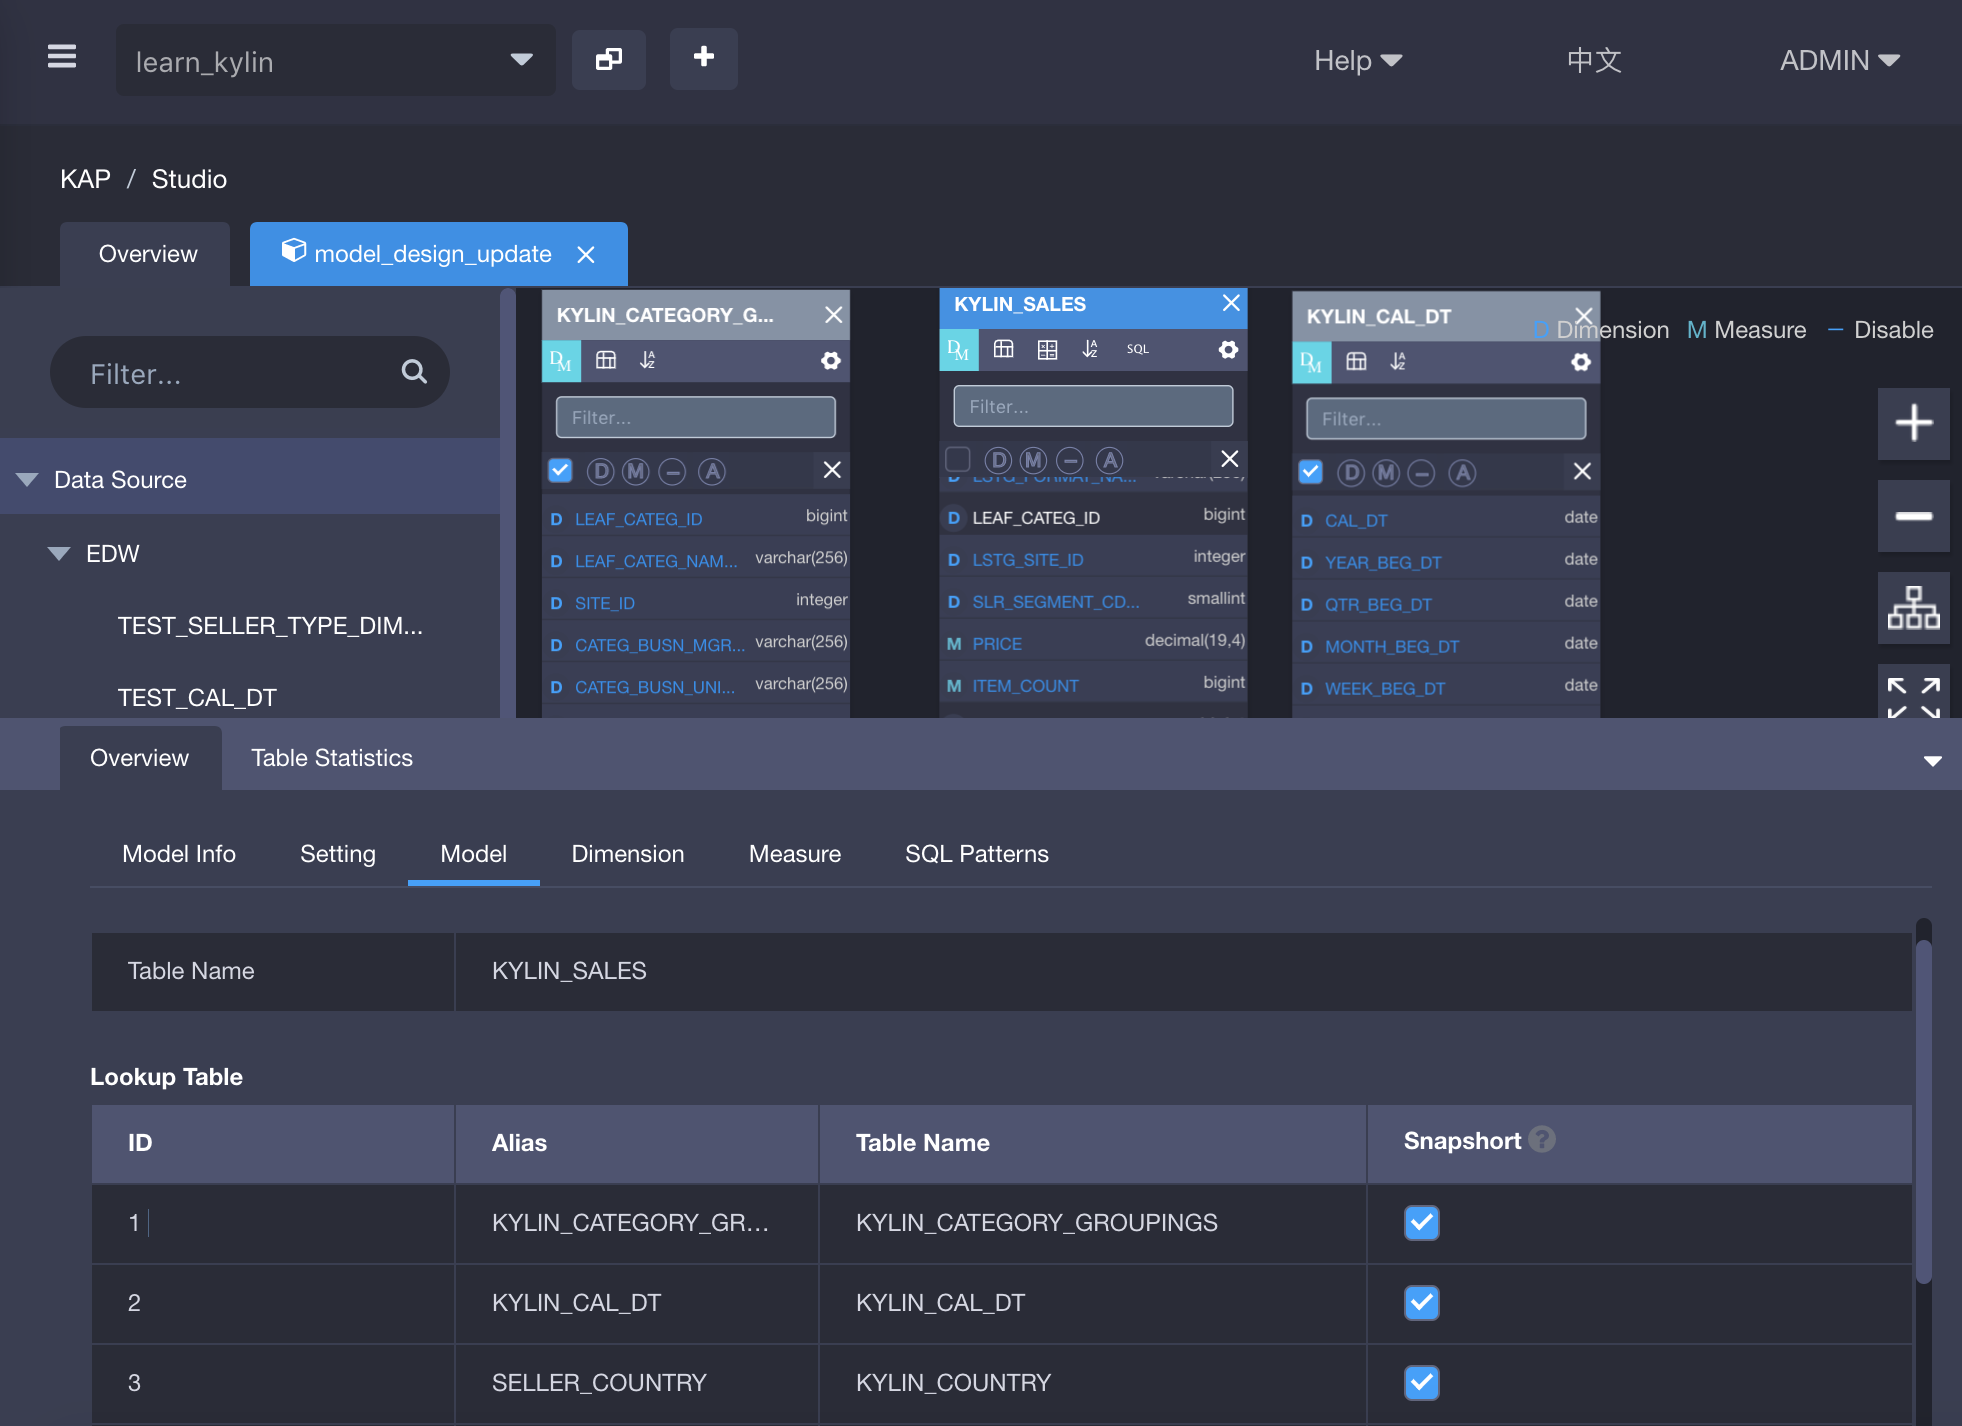 learn_kylin
Help
中文
ADMIN
KAP / Studio
Overview
model_design_update
Filter...
Data Source
EDW
TEST_SELLER_TYPE_DIM...
TEST_CAL_DT
KYLIN_CATEGORY_G...
DM
Filter...
D M – A
D LEAF_CATEG_ID bigint
D LEAF_CATEG_NAM... varchar(256)
D SITE_ID integer
D CATEG_BUSN_MGR... varchar(256)
D CATEG_BUSN_UNI... varchar(256)
KYLIN_SALES
DM SQL
Filter...
D M – A
D LEAF_CATEG_ID bigint
D LSTG_SITE_ID integer
D SLR_SEGMENT_CD... smallint
M PRICE decimal(19,4)
M ITEM_COUNT bigint
KYLIN_CAL_DT
DM
Filter...
D M – A
D CAL_DT date
D YEAR_BEG_DT date
D QTR_BEG_DT date
D MONTH_BEG_DT date
D WEEK_BEG_DT date
D Dimension M Measure – Disable
Overview Table Statistics
Model Info Setting Model Dimension Measure SQL Patterns
Table Name KYLIN_SALES
Lookup Table
ID Alias Table Name Snapshort ?
1 KYLIN_CATEGORY_GR... KYLIN_CATEGORY_GROUPINGS
2 KYLIN_CAL_DT KYLIN_CAL_DT
3 SELLER_COUNTRY KYLIN_COUNTRY